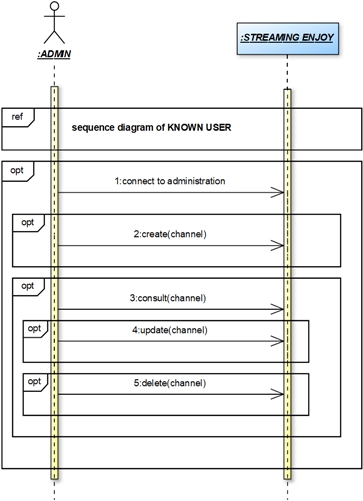 :ADMIN
:STREAMING ENJOY
ref
sequence diagram of KNOWN USER
opt
1:connect to administration
opt
2:create(channel)
opt
3:consult(channel)
opt
4:update(channel)
opt
5:delete(channel)